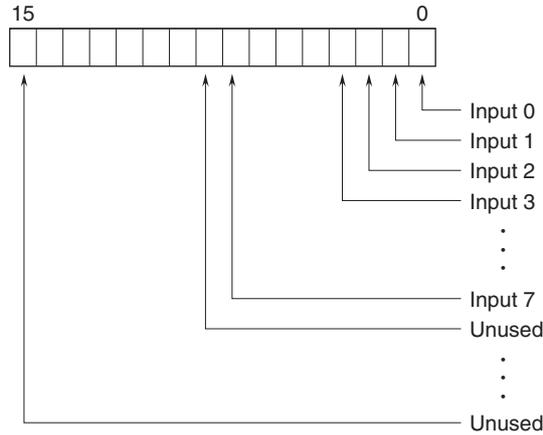 15 0
Input 0
Input 1
Input 2
Input 3
Input 7
Unused
Unused